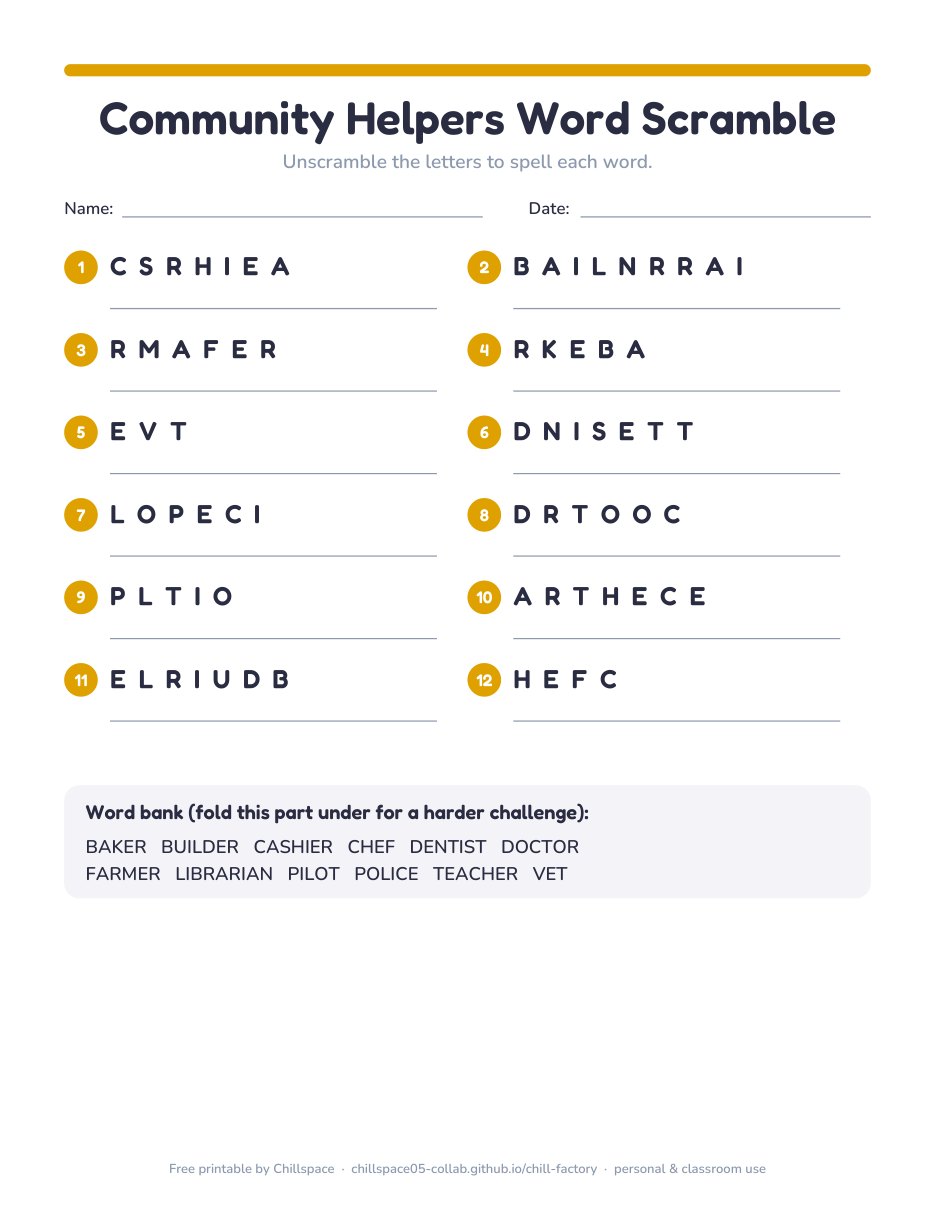 Community Helpers Word Scramble
Unscramble the letters to spell each word.
Name: Date:
1 C S R H I E A
2 B A I L N R R A I
3 R M A F E R
4 R K E B A
5 E V T
6 D N I S E T T
7 L O P E C I
8 D R T O O C
9 P L T I O
10 A R T H E C E
11 E L R I U D B
12 H E F C
Word bank (fold this part under for a harder challenge):
BAKER BUILDER CASHIER CHEF DENTIST DOCTOR
FARMER LIBRARIAN PILOT POLICE TEACHER VET
Free printable by Chillspace · chillspace05-collab.github.io/chill-factory · personal & classroom use